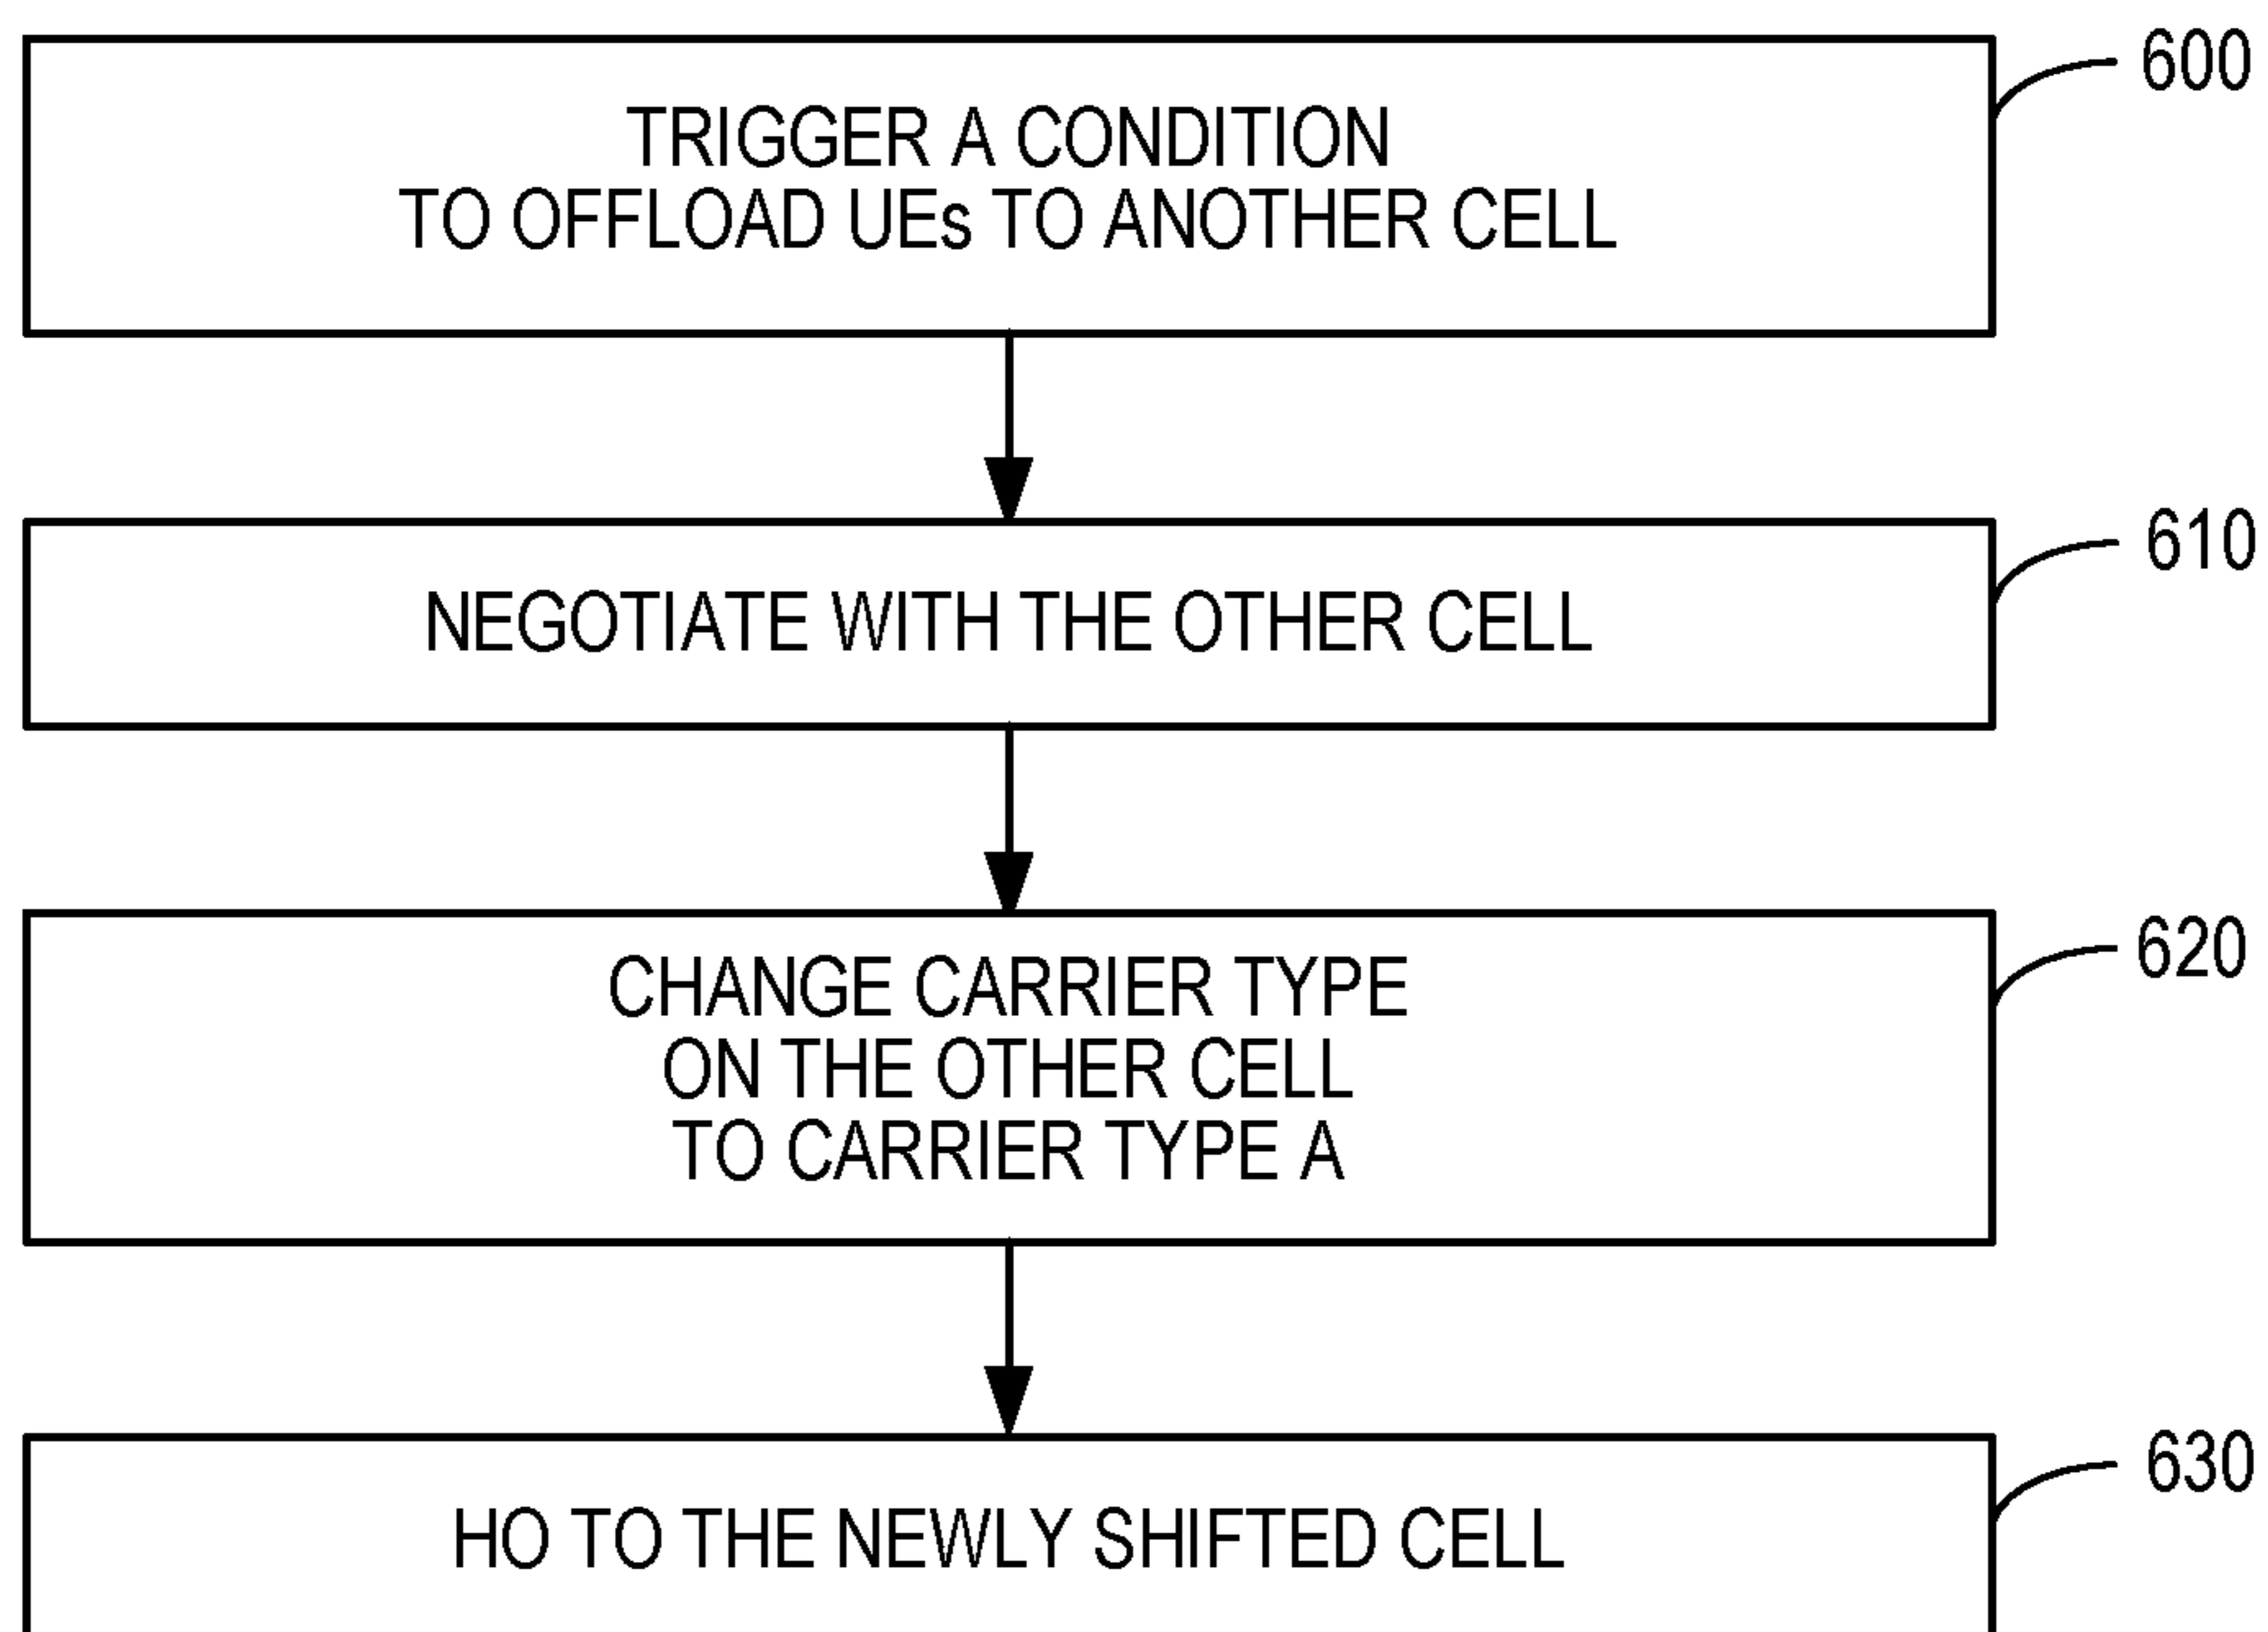 600
TRIGGER A CONDITION
TO OFFLOAD UEs TO ANOTHER CELL
610
NEGOTIATE WITH THE OTHER CELL
620
CHANGE CARRIER TYPE
ON THE OTHER CELL
TO CARRIER TYPE A
630
HO TO THE NEWLY SHIFTED CELL